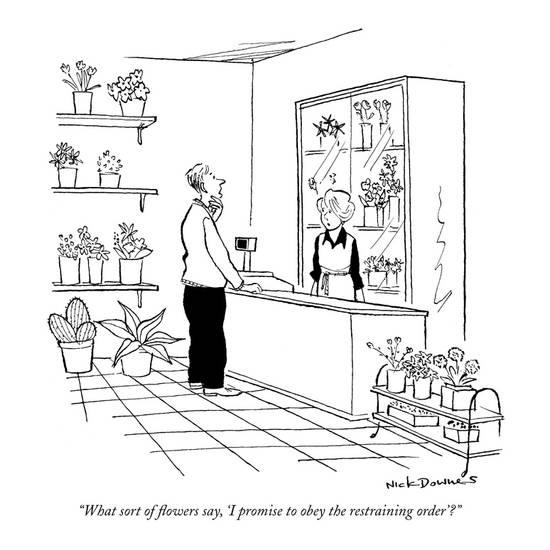 NICK DOWNES
“What sort of flowers say, ‘I promise to obey the restraining order’?”